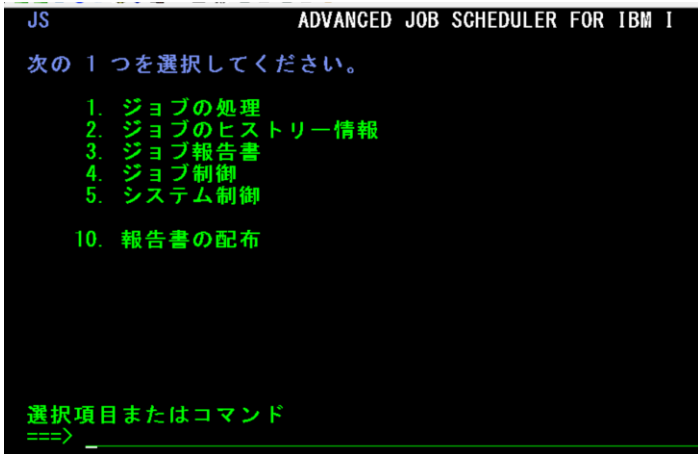 JS ADVANCED JOB SCHEDULER FOR IBM I
次の 1 つを選択してください。
1. ジョブの処理
2. ジョブのヒストリー情報
3. ジョブ報告書
4. ジョブ制御
5. システム制御
10. 報告書の配布
選択項目またはコマンド
===> _